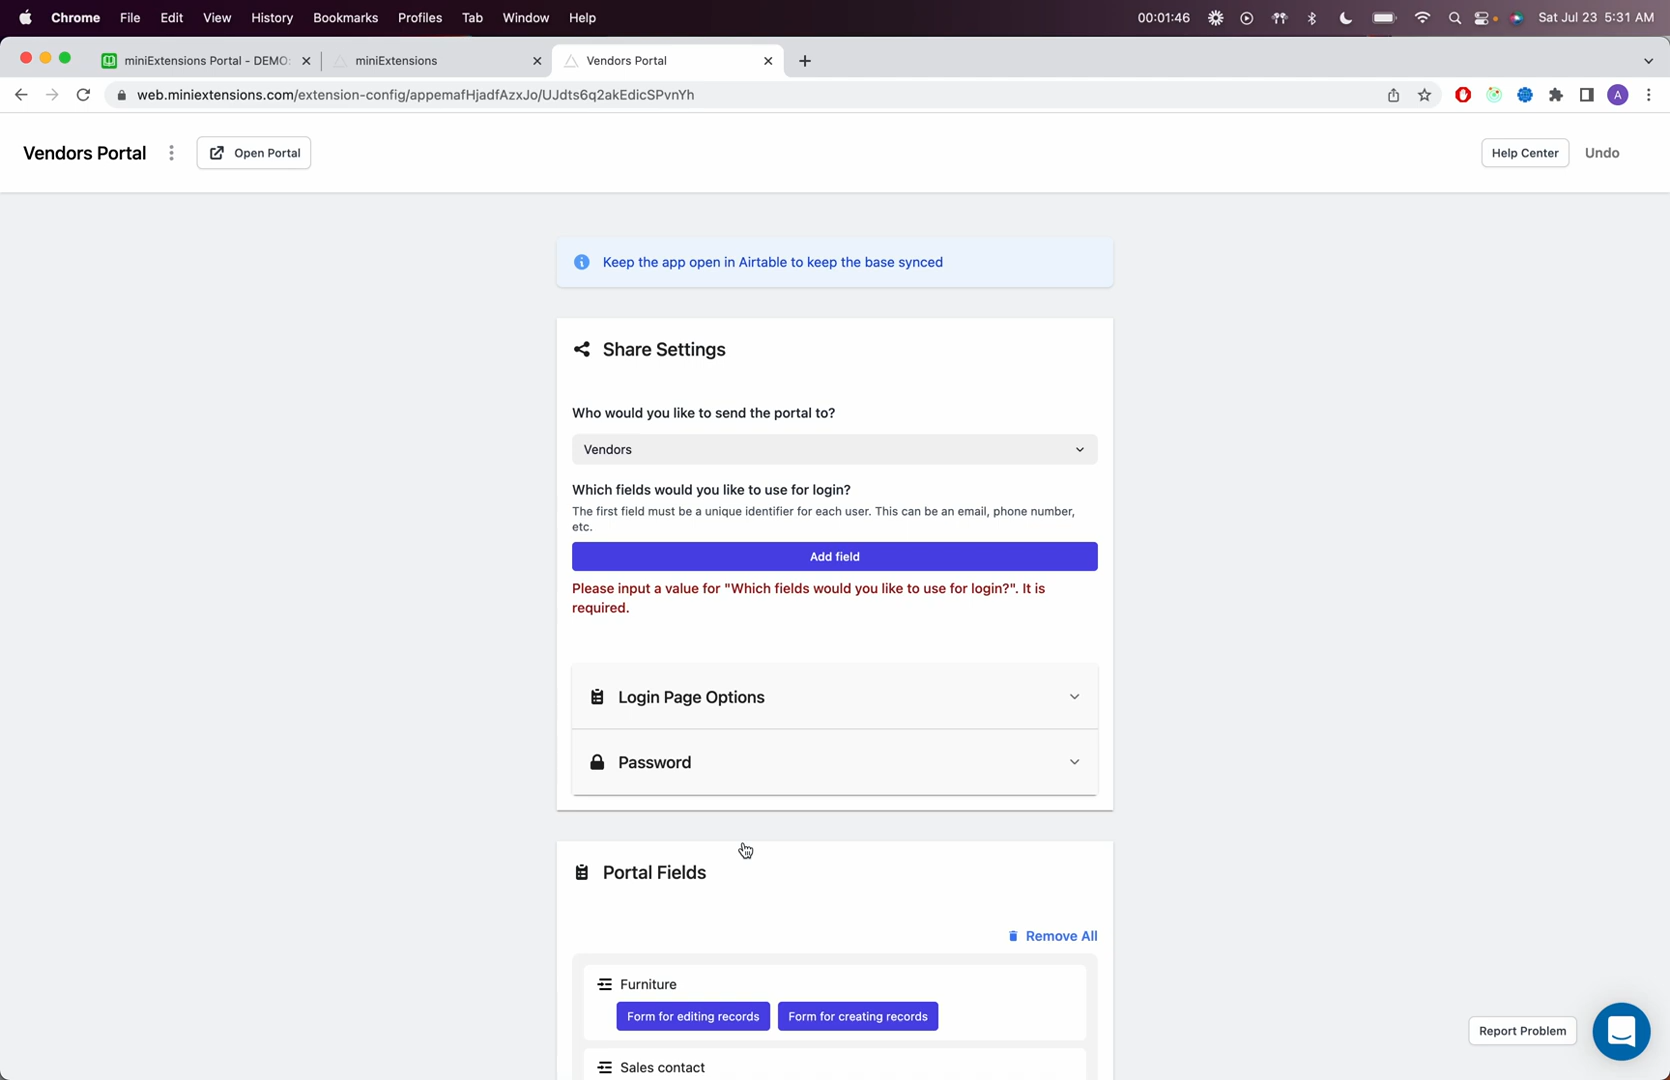 Chrome File Edit View History Bookmarks Profiles Tab Window Help 00:01:46 Sat Jul 23 5:31 AM
miniExtensions Portal - DEMO: miniExtensions Vendors Portal
web.miniextensions.com/extension-config/appemafHjadfAzxJo/UJdts6q2akEdicSPvnYh A
Vendors Portal Open Portal Help Center Undo
Keep the app open in Airtable to keep the base synced
Share Settings
Who would you like to send the portal to?
Vendors
Which fields would you like to use for login?
The first field must be a unique identifier for each user. This can be an email, phone number,
etc.
Add field
Please input a value for "Which fields would you like to use for login?". It is
required.
Login Page Options
Password
Portal Fields
Remove All
Furniture
Form for editing records Form for creating records
Report Problem
Sales contact